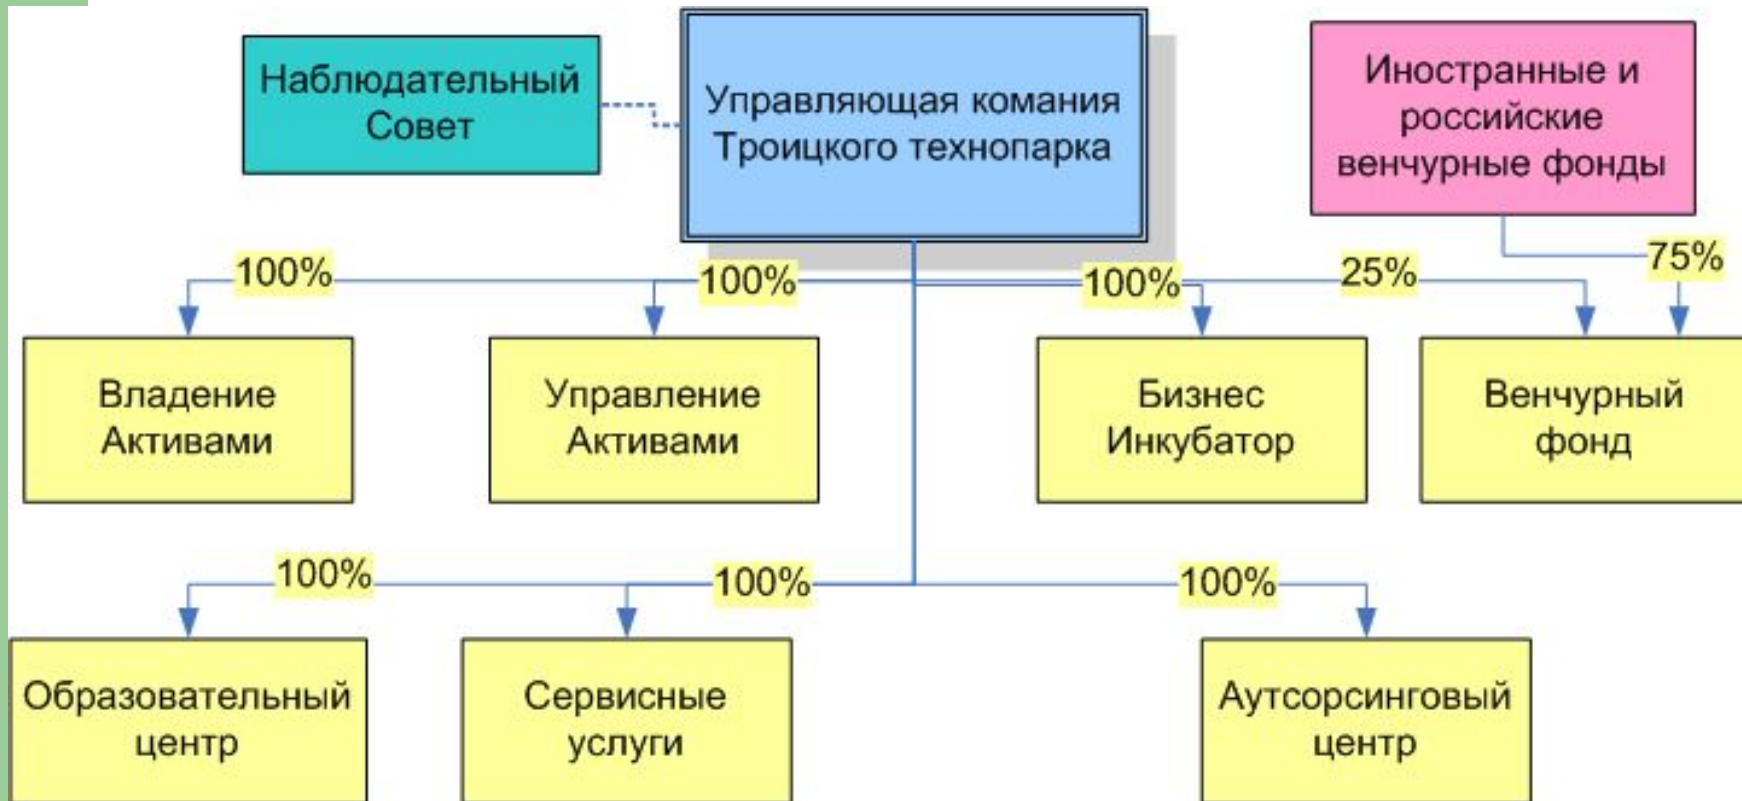 Наблюдательный
Совет
Управляющая комания
Троицкого технопарка
Иностранные и
российские
венчурные фонды
100%
100%
100%
25%
75%
Владение
Активами
Управление
Активами
Бизнес
Инкубатор
Венчурный
фонд
100%
100%
100%
Образовательный
центр
Сервисные
услуги
Аутсорсинговый
центр